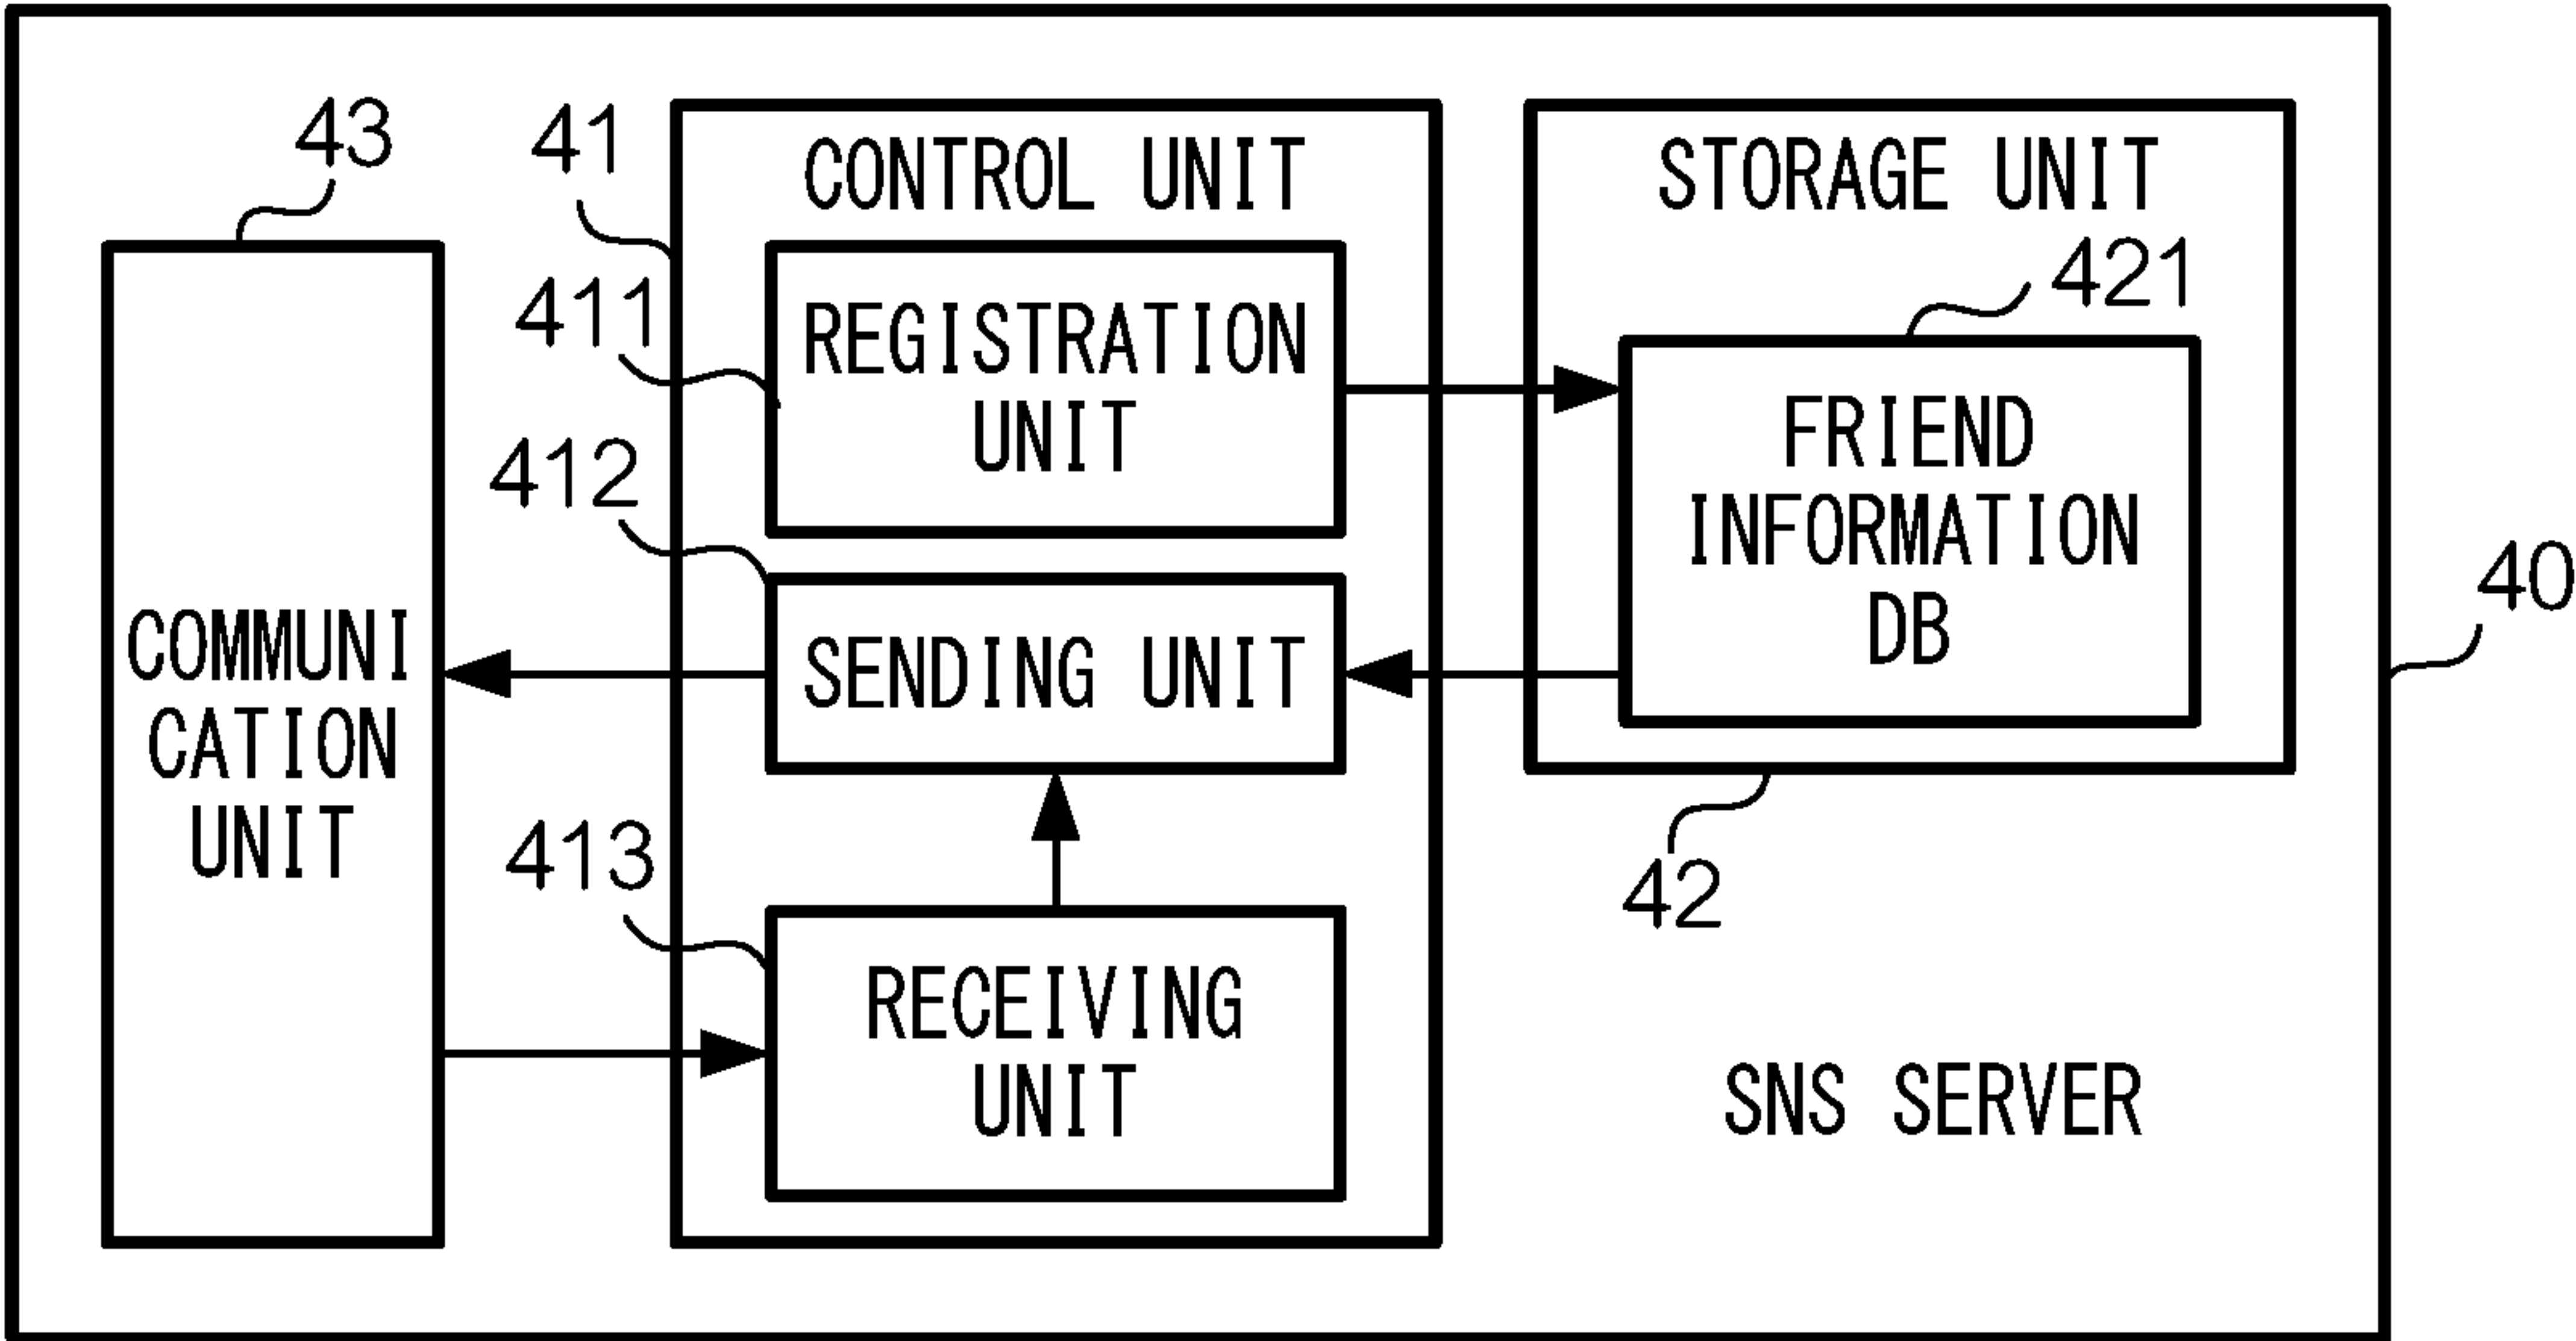 43
41
CONTROL UNIT
STORAGE UNIT
411
REGISTRATION
UNIT
421
FRIEND
INFORMATION
DB
412
SENDING UNIT
40
COMMUNI
CATION
UNIT
413
RECEIVING
UNIT
42
SNS SERVER